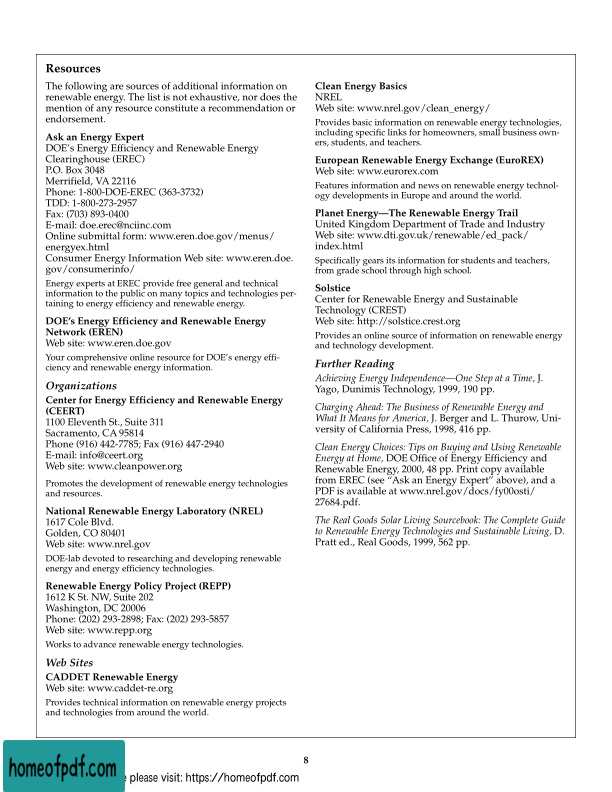 Resources
The following are sources of additional information on
renewable energy. The list is not exhaustive, nor does the
mention of any resource constitute a recommendation or
endorsement.
Ask an Energy Expert
DOE's Energy Efficiency and Renewable Energy
Clearinghouse (EREC)
P.O. Box 3048
Merrifield, VA 22116
Phone: 1-800-DOE-EREC (363-3732)
TDD: 1-800-273-2957
Fax: (703) 893-0400
E-mail: doe.erec@nciinc.com
Online submittal form: www.eren.doe.gov/menus/
energyex.html
Consumer Energy Information Web site: www.eren.doe.
gov/consumerinfo/
Energy experts at EREC provide free general and technical
information to the public on many topics and technologies per-
taining to energy efficiency and renewable energy.
DOE's Energy Efficiency and Renewable Energy
Network (EREN)
Web site: www.eren.doe.gov
Your comprehensive online resource for DOE's energy effi-
ciency and renewable energy information.
Organizations
Center for Energy Efficiency and Renewable Energy
(CEERT)
1100 Eleventh St., Suite 311
Sacramento, CA 95814
Phone (916) 442-7785; Fax (916) 447-2940
E-mail: info@ceert.org
Web site: www.cleanpower.org
Promotes the development of renewable energy technologies
and resources.
National Renewable Energy Laboratory (NREL)
1617 Cole Blvd.
Golden, CO 80401
Web site: www.nrel.gov
DOE-lab devoted to researching and developing renewable
energy and energy efficiency technologies.
Renewable Energy Policy Project (REPP)
1612 K St. NW, Suite 202
Washington, DC 20006
Phone: (202) 293-2898; Fax: (202) 293-5857
Web site: www.repp.org
Works to advance renewable energy technologies.
Web Sites
CADDET Renewable Energy
Web site: www.caddet-re.org
Provides technical information on renewable energy projects
and technologies from around the world.
Clean Energy Basics
NREL
Web site: www.nrel.gov/clean_energy/
Provides basic information on renewable energy technologies,
including specific links for homeowners, small business own-
ers, students, and teachers.
European Renewable Energy Exchange (EuroREX)
Web site: www.eurorex.com
Features information and news on renewable energy technol-
ogy developments in Europe and around the world.
Planet Energy—The Renewable Energy Trail
United Kingdom Department of Trade and Industry
Web site: www.dti.gov.uk/renewable/ed_pack/
index.html
Specifically gears its information for students and teachers,
from grade school through high school.
Solstice
Center for Renewable Energy and Sustainable
Technology (CREST)
Web site: http://solstice.crest.org
Provides an online source of information on renewable energy
and technology development.
Further Reading
Achieving Energy Independence—One Step at a Time, J.
Yago, Dunimis Technology, 1999, 190 pp.
Charging Ahead: The Business of Renewable Energy and
What It Means for America, J. Berger and L. Thurow, Uni-
versity of California Press, 1998, 416 pp.
Clean Energy Choices: Tips on Buying and Using Renewable
Energy at Home, DOE Office of Energy Efficiency and
Renewable Energy, 2000, 48 pp. Print copy available
from EREC (see "Ask an Energy Expert" above), and a
PDF is available at www.nrel.gov/docs/fy00osti/
27684.pdf.
The Real Goods Solar Living Sourcebook: The Complete Guide
to Renewable Energy Technologies and Sustainable Living, D.
Pratt ed., Real Goods, 1999, 562 pp.
8
homeofpdf.com
please visit: https://homeofpdf.com